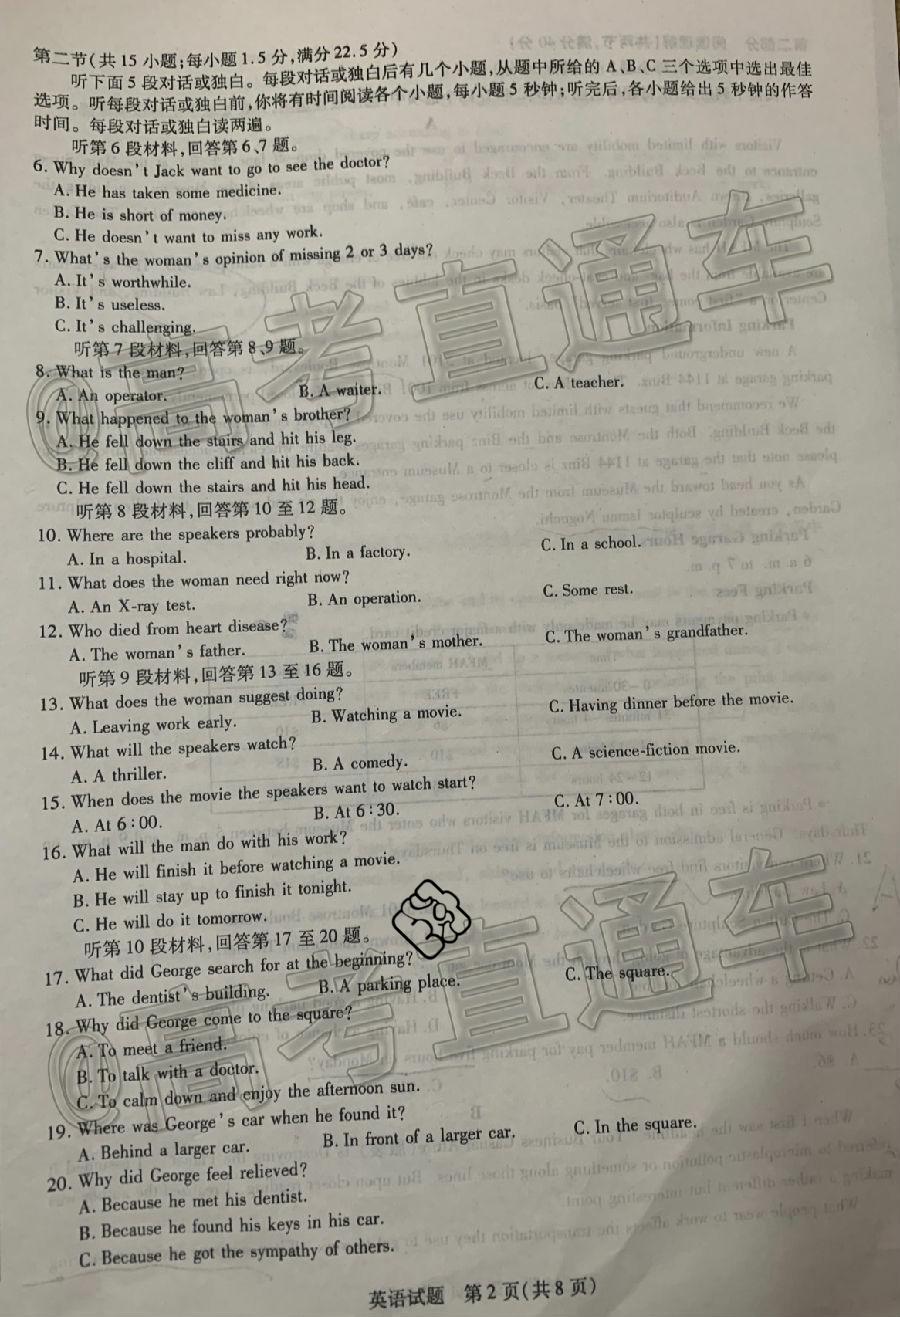 第二节(共 15 小题;每小题 1.5 分,满分 22.5 分)
听下面 5 段对话或独白。每段对话或独白后有几个小题,从题中所给的 A、B、C 三个选项中选出最佳
选项。听每段对话或独白前,你将有时间阅读各个小题,每小题 5 秒钟;听完后,各小题给出 5 秒钟的作答
时间。每段对话或独白读两遍。
听第 6 段材料,回答第 6、7 题。
6. Why doesn't Jack want to go to see the doctor?
A. He has taken some medicine.
B. He is short of money.
C. He doesn't want to miss any work.
7. What's the woman's opinion of missing 2 or 3 days?
A. It's worthwhile.
B. It's useless.
C. It's challenging.
听第 7 段材料,回答第 8、9 题。
8. What is the man?
A. An operator. B. A waiter. C. A teacher.
9. What happened to the woman's brother?
A. He fell down the stairs and hit his leg.
B. He fell down the cliff and hit his back.
C. He fell down the stairs and hit his head.
听第 8 段材料,回答第 10 至 12 题。
10. Where are the speakers probably?
A. In a hospital. B. In a factory. C. In a school.
11. What does the woman need right now?
A. An X-ray test. B. An operation. C. Some rest.
12. Who died from heart disease?
A. The woman's father. B. The woman's mother. C. The woman's grandfather.
听第 9 段材料,回答第 13 至 16 题。
13. What does the woman suggest doing?
A. Leaving work early. B. Watching a movie. C. Having dinner before the movie.
14. What will the speakers watch?
A. A thriller. B. A comedy. C. A science-fiction movie.
15. When does the movie the speakers want to watch start?
A. At 6:00. B. At 6:30. C. At 7:00.
16. What will the man do with his work?
A. He will finish it before watching a movie.
B. He will stay up to finish it tonight.
C. He will do it tomorrow.
听第 10 段材料,回答第 17 至 20 题。
17. What did George search for at the beginning?
A. The dentist's building. B. A parking place. C. The square.
18. Why did George come to the square?
A. To meet a friend.
B. To talk with a doctor.
C. To calm down and enjoy the afternoon sun.
19. Where was George's car when he found it?
A. Behind a larger car. B. In front of a larger car. C. In the square.
20. Why did George feel relieved?
A. Because he met his dentist.
B. Because he found his keys in his car.
C. Because he got the sympathy of others.
英语试题 第 2 页(共 8 页)
@高考直通车
@高考直通车